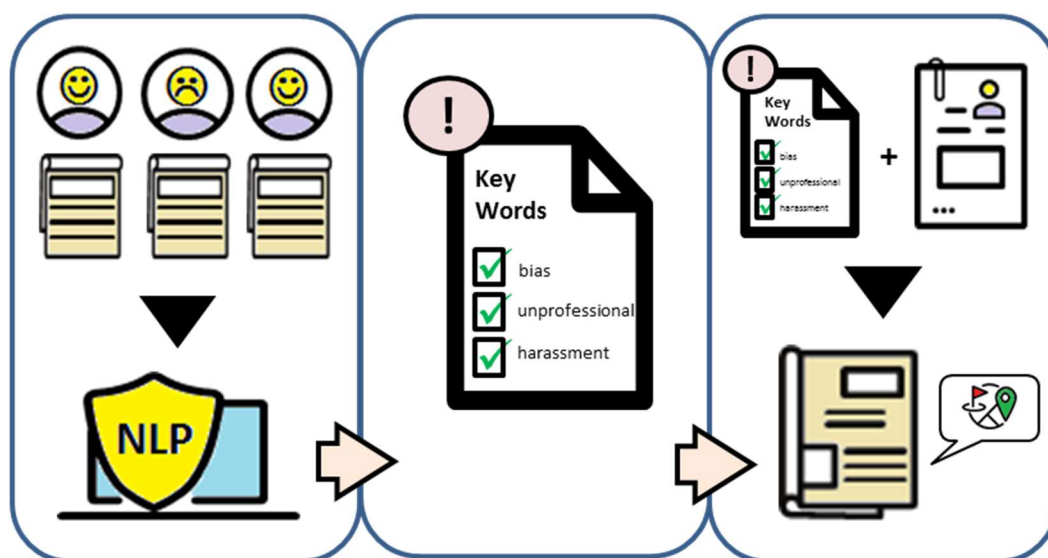 NLP
!
Key
Words
bias
unprofessional
harassment
!
Key
Words
bias
unprofessional
harassment
+